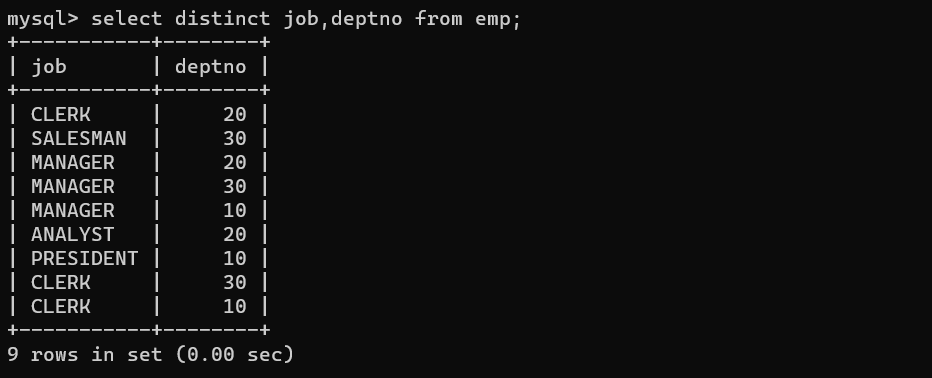 mysql> select distinct job,deptno from emp;
+-----------+--------+
| job       | deptno |
+-----------+--------+
| CLERK     |     20 |
| SALESMAN  |     30 |
| MANAGER   |     20 |
| MANAGER   |     30 |
| MANAGER   |     10 |
| ANALYST   |     20 |
| PRESIDENT |     10 |
| CLERK     |     30 |
| CLERK     |     10 |
+-----------+--------+
9 rows in set (0.00 sec)